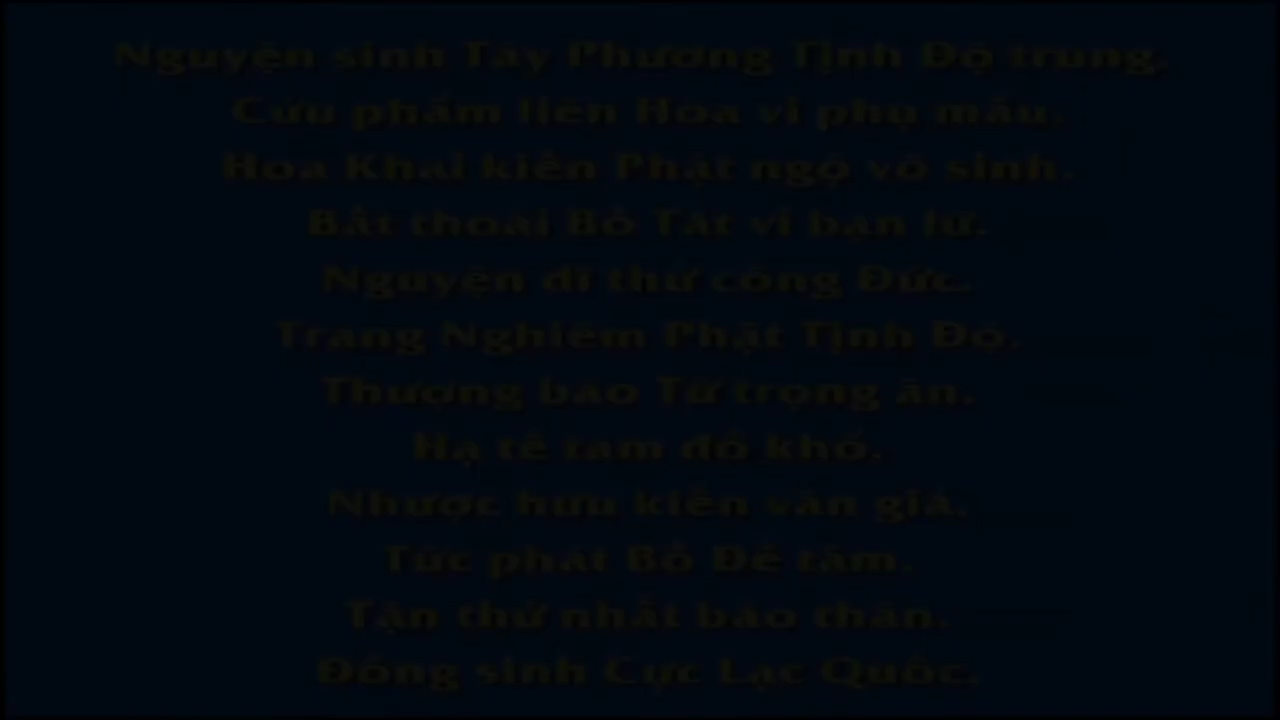 Nguyện sinh Tây Phương Tịnh Độ trung.
Cửu phẩm liên Hoa vi phụ mẫu.
Hoa Khai kiến Phật ngộ vô sinh.
Bất thoái Bồ Tát vi bạn lữ.
Nguyện dĩ thử công Đức.
Trang Nghiêm Phật Tịnh Độ.
Thượng báo Tứ trọng ân.
Hạ tế tam đồ khổ.
Nhược hữu kiến văn giả.
Tức phát Bồ Đề tâm.
Tận thử nhất báo thân.
Đồng sinh Cực Lạc Quốc.